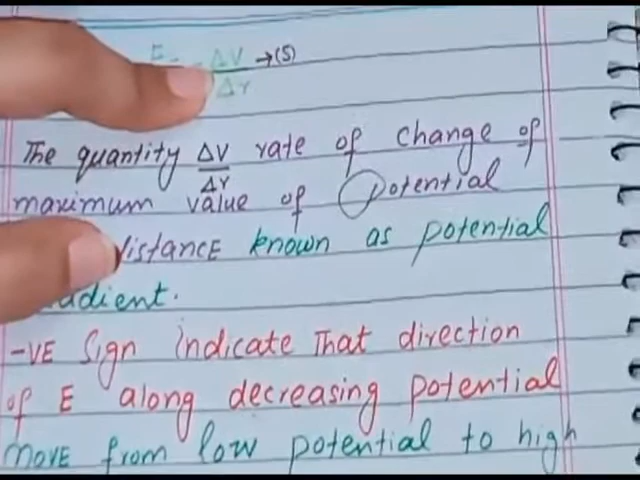 E = - ΔV/Δr →(5)
The quantity ΔV/Δr rate of change of
maximum value of potential
distance known as potential
gradient.
-VE Sign indicate That direction
of E along decreasing potential
MOVE from low potential to high